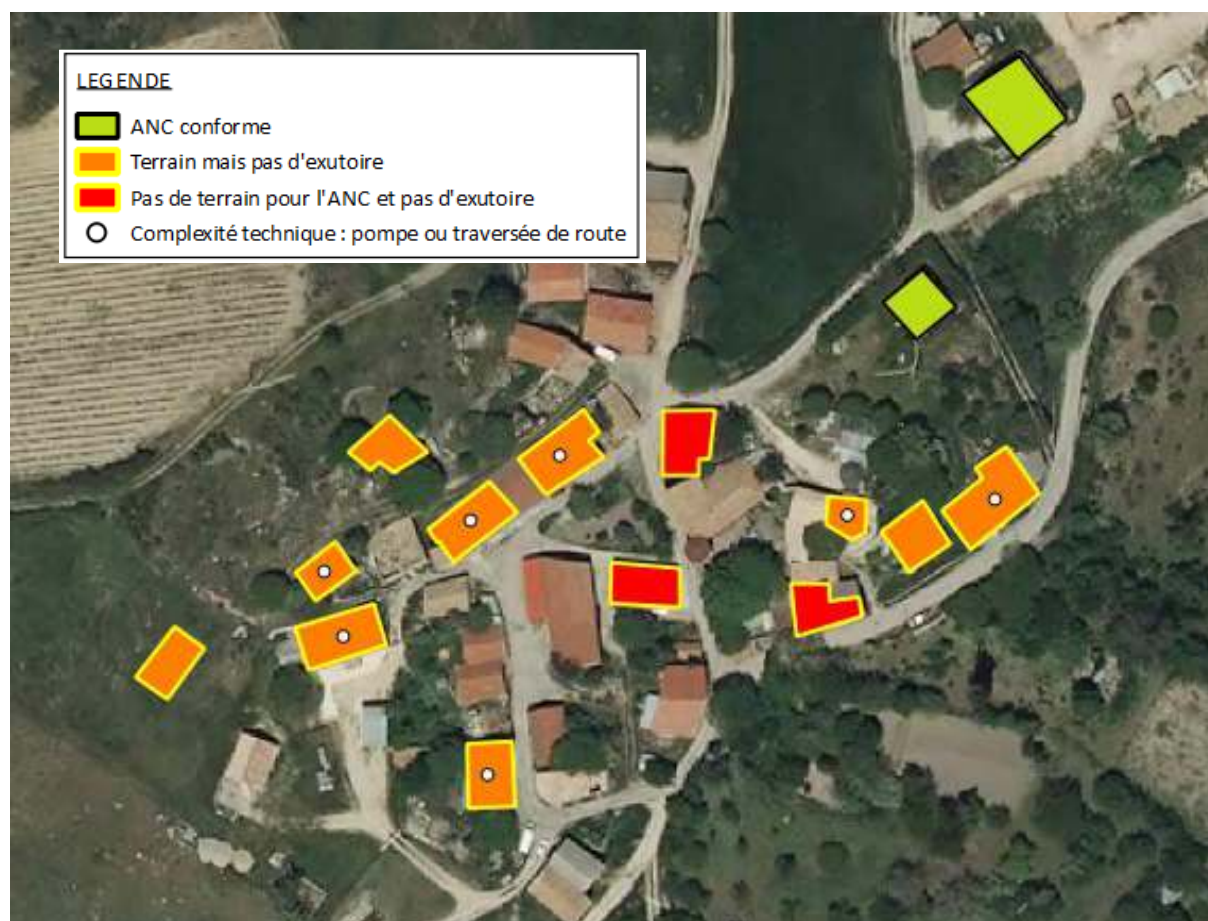 LEGENDE
ANC conforme
Terrain mais pas d'exutoire
Pas de terrain pour l'ANC et pas d'exutoire
Complexité technique : pompe ou traversée de route